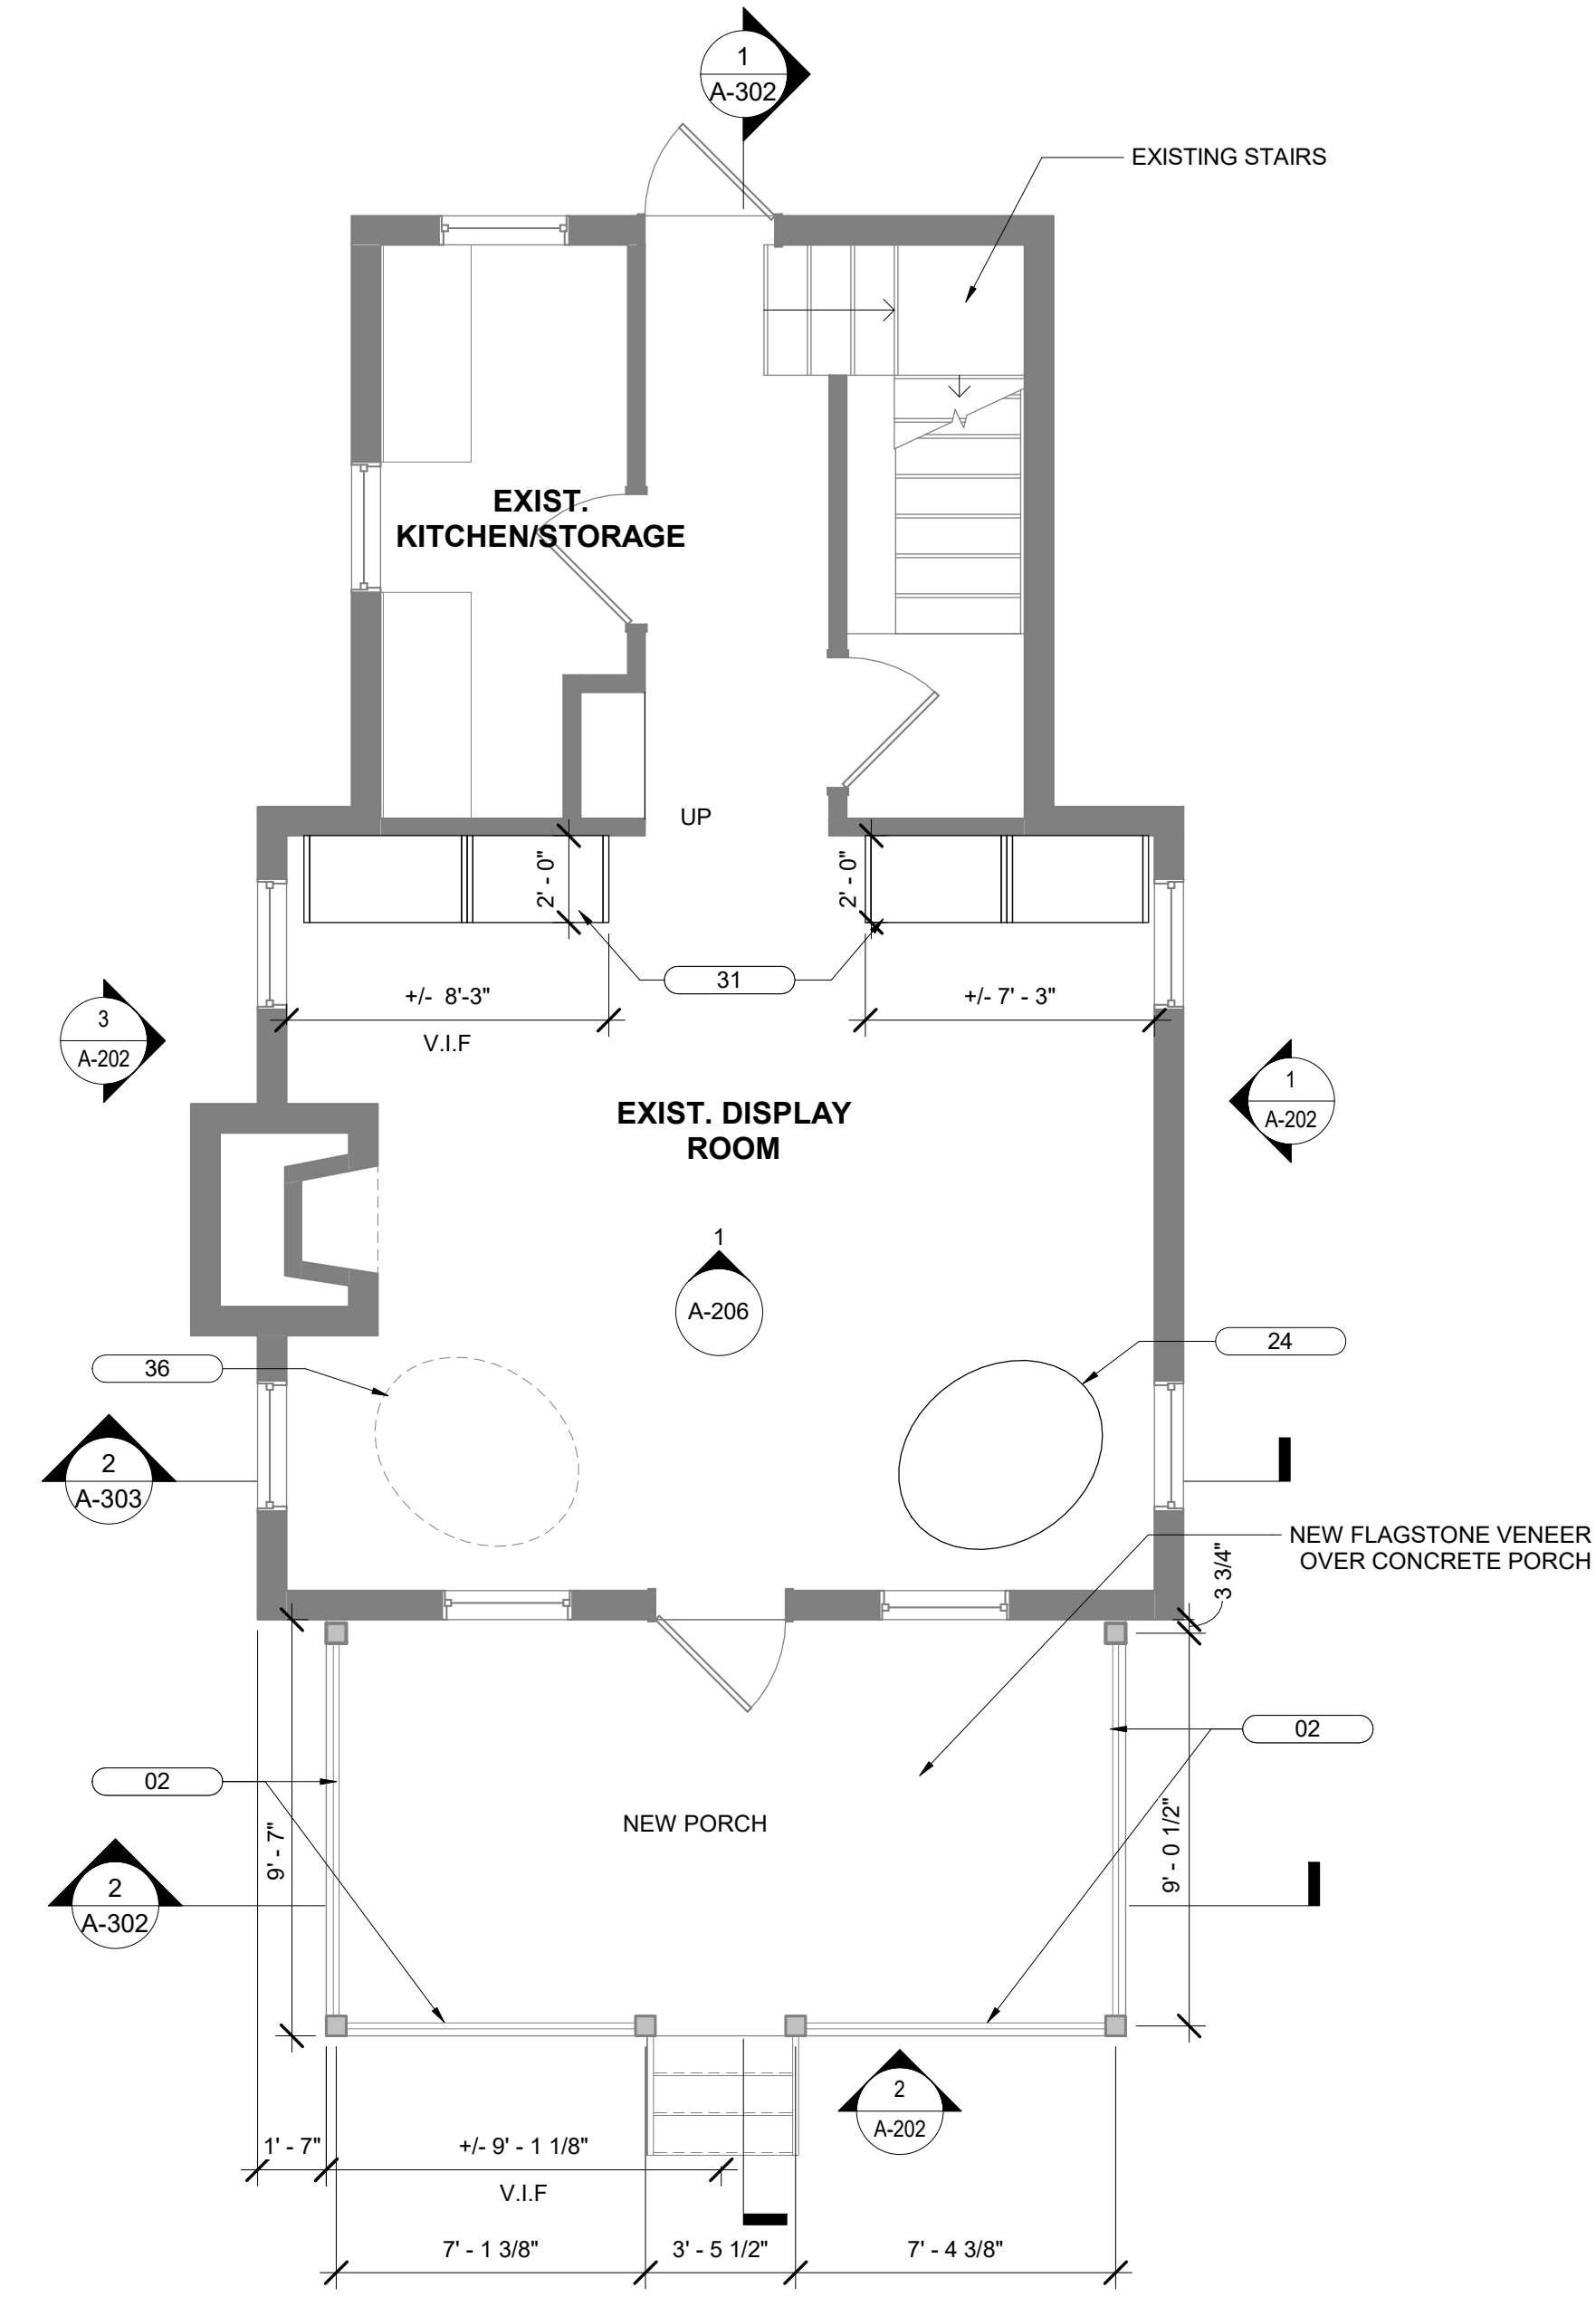 1
A-302
EXISTING STAIRS
EXIST.
KITCHEN/STORAGE
UP
2' - 0"
2' - 0"
31
+/-  8'-3"
V.I.F
+/- 7' - 3"
3
A-202
1
A-202
EXIST. DISPLAY
ROOM
1
A-206
36
24
2
A-303
NEW FLAGSTONE VENEER
OVER CONCRETE PORCH
3 3/4"
02
02
NEW PORCH
9' - 7"
9' - 0 1/2"
2
A-302
2
A-202
1' - 7"
+/- 9' - 1 1/8"
V.I.F
7' - 1 3/8"
3' - 5 1/2"
7' - 4 3/8"